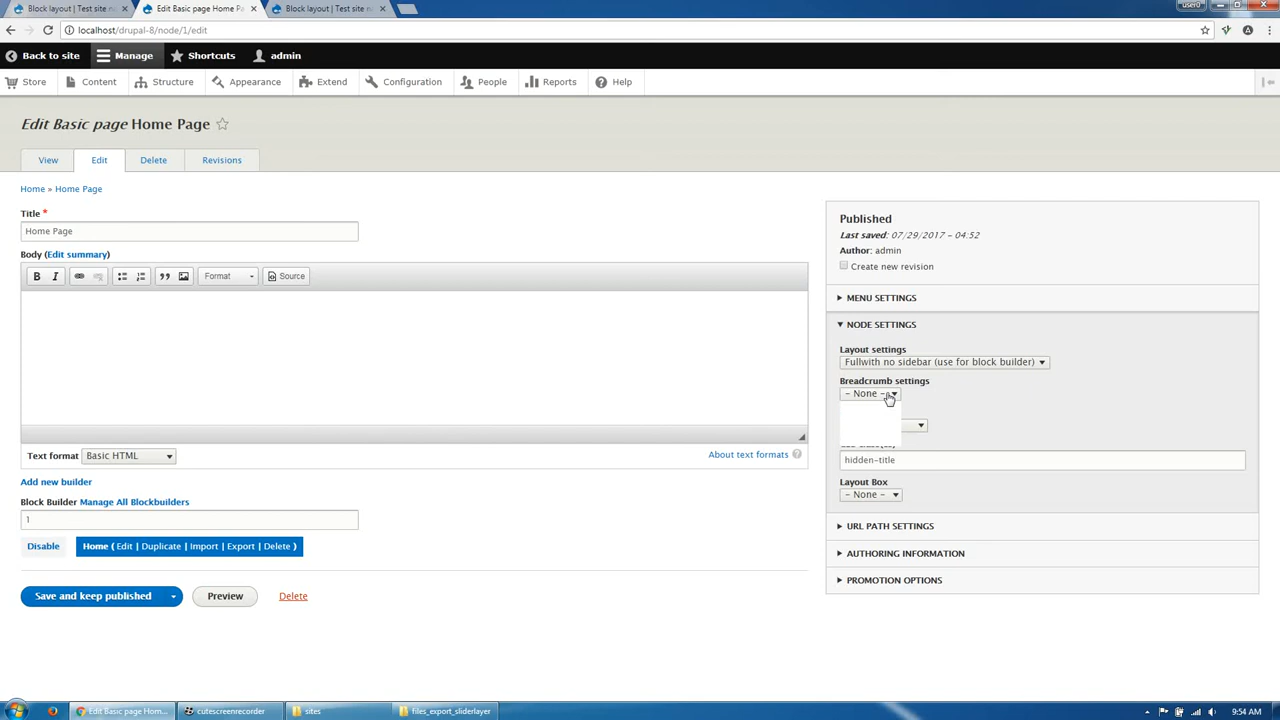 Block layout | Test site n
Edit Basic page Home P
Block layout | Test site n
user0
localhost/drupal-8/node/1/edit
Back to site
Manage
Shortcuts
admin
Store
Content
Structure
Appearance
Extend
Configuration
People
Reports
Help
Edit Basic page Home Page
View
Edit
Delete
Revisions
Home » Home Page
Title *
Home Page
Body (Edit summary)
B I Format Source
Text format Basic HTML
About text formats ?
Add new builder
Block Builder Manage All Blockbuilders
1
Disable
Home ( Edit | Duplicate | Import | Export | Delete )
Save and keep published
Preview
Delete
Published
Last saved: 07/29/2017 - 04:52
Author: admin
Create new revision
MENU SETTINGS
NODE SETTINGS
Layout settings
Fullwith no sidebar (use for block builder)
Breadcrumb settings
- None -
hidden-title
Layout Box
- None -
URL PATH SETTINGS
AUTHORING INFORMATION
PROMOTION OPTIONS
Edit Basic page Hom...
cutescreenrecorder
sites
files_export_sliderlayer
9:54 AM